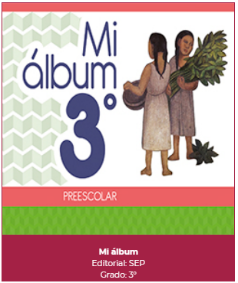 Mi
álbum
3°
PREESCOLAR
Mi álbum
Editorial: SEP
Grado: 3°